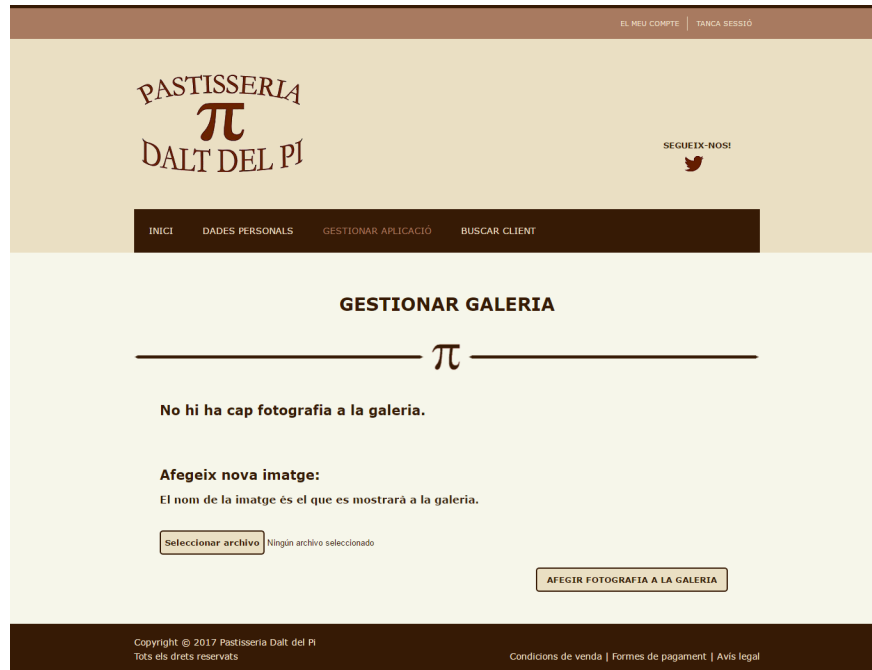 EL MEU COMPTE | TANCA SESSIÓ
PASTISSERIA
π
DALT DEL PI
SEGUEIX-NOS!
INICI DADES PERSONALS GESTIONAR APLICACIÓ BUSCAR CLIENT
GESTIONAR GALERIA
π
No hi ha cap fotografia a la galeria.
Afegeix nova imatge:
El nom de la imatge és el que es mostrarà a la galeria.
Seleccionar archivo Ningún archivo seleccionado
AFEGIR FOTOGRAFIA A LA GALERIA
Copyright © 2017 Pastisseria Dalt del Pi
Tots els drets reservats
Condicions de venda | Formes de pagament | Avís legal